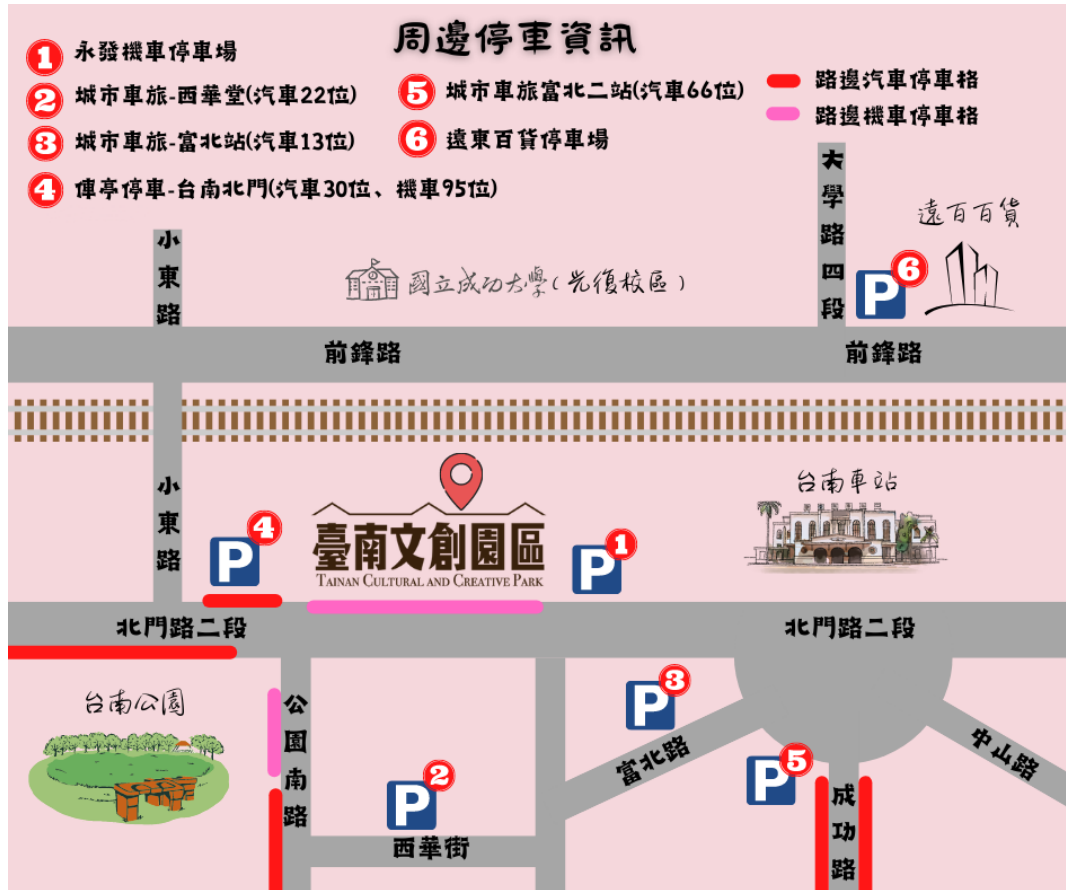 周邊停車資訊
1 永發機車停車場
2 城市車旅-西華堂(汽車22位)
3 城市車旅-富北站(汽車13位)
4 俥亭停車-台南北門(汽車30位、機車95位)
5 城市車旅富北二站(汽車66位)
6 遠東百貨停車場
路邊汽車停車格
路邊機車停車格
小東路
國立成功大學(光復校區)
大學路四段
遠百百貨
P 6
前鋒路
前鋒路
小東路
P 4
臺南文創園區
TAINAN CULTURAL AND CREATIVE PARK
P 1
台南車站
北門路二段
北門路二段
台南公園
公園南路
P 2
西華街
P 3
富北路
P 5
成功路
中山路